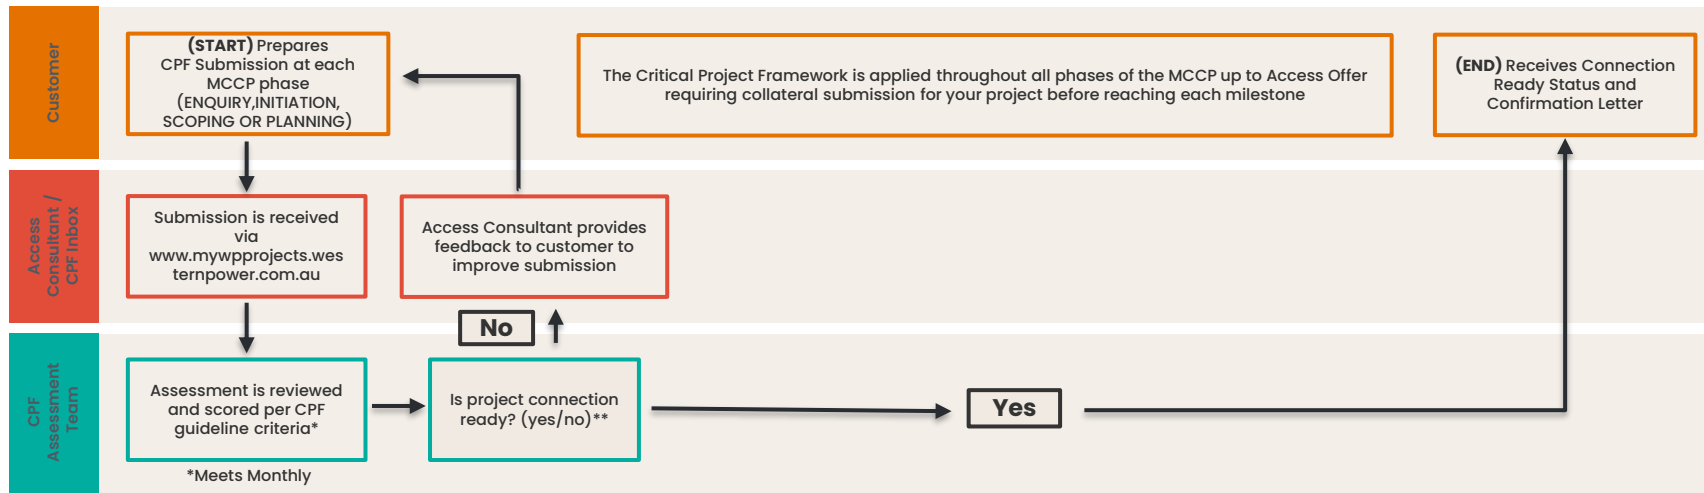 Customer
(START) Prepares
CPF Submission at each
MCCP phase
(ENQUIRY,INITIATION,
SCOPING OR PLANNING)
The Critical Project Framework is applied throughout all phases of the MCCP up to Access Offer
requiring collateral submission for your project before reaching each milestone
(END) Receives Connection
Ready Status and
Confirmation Letter
Access
Consultant /
CPF Inbox
Submission is received
via
www.mywpprojects.wes
ternpower.com.au
Access Consultant provides
feedback to customer to
improve submission
No
CPF
Assessment
Team
Assessment is reviewed
and scored per CPF
guideline criteria*
Is project connection
ready? (yes/no)**
Yes
*Meets Monthly